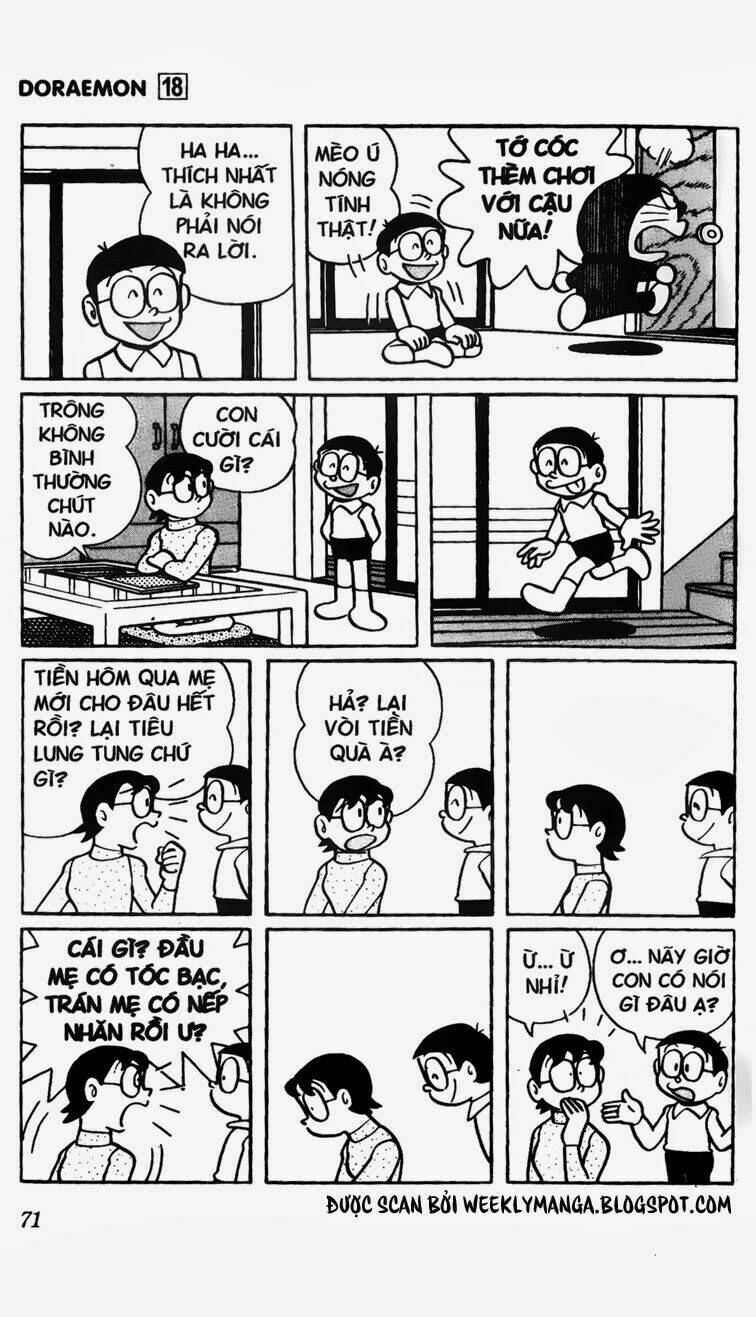 DORAEMON 18
TỚ CÓC
THÈM CHƠI
VỚI CẬU
NỮA!
MÈO Ú
NÓNG
TÍNH
THẬT!
HA HA...
THÍCH NHẤT
LÀ KHÔNG
PHẢI NÓI
RA LỜI.
CON
CƯỜI CÁI
GÌ?
TRÔNG
KHÔNG
BÌNH
THƯỜNG
CHÚT
NÀO.
HẢ? LẠI
VÒI TIỀN
QUÀ À?
TIỀN HÔM QUA MẸ
MỚI CHO ĐÂU HẾT
RỒI? LẠI TIÊU
LUNG TUNG CHỨ
GÌ?
Ơ... NÃY GIỜ
CON CÓ NÓI
GÌ ĐÂU Ạ?
Ừ... Ừ
NHỈ!
CÁI GÌ? ĐẦU
MẸ CÓ TÓC BẠC,
TRÁN MẸ CÓ NẾP
NHĂN RỒI Ư?
ĐƯỢC SCAN BỞI WEEKLYMANGA.BLOGSPOT.COM
71